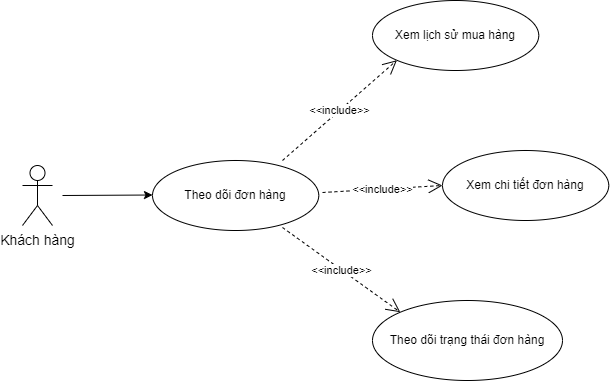 Xem lịch sử mua hàng
<<include>>
Theo dõi đơn hàng
<<include>>
Xem chi tiết đơn hàng
Khách hàng
<<include>>
Theo dõi trạng thái đơn hàng